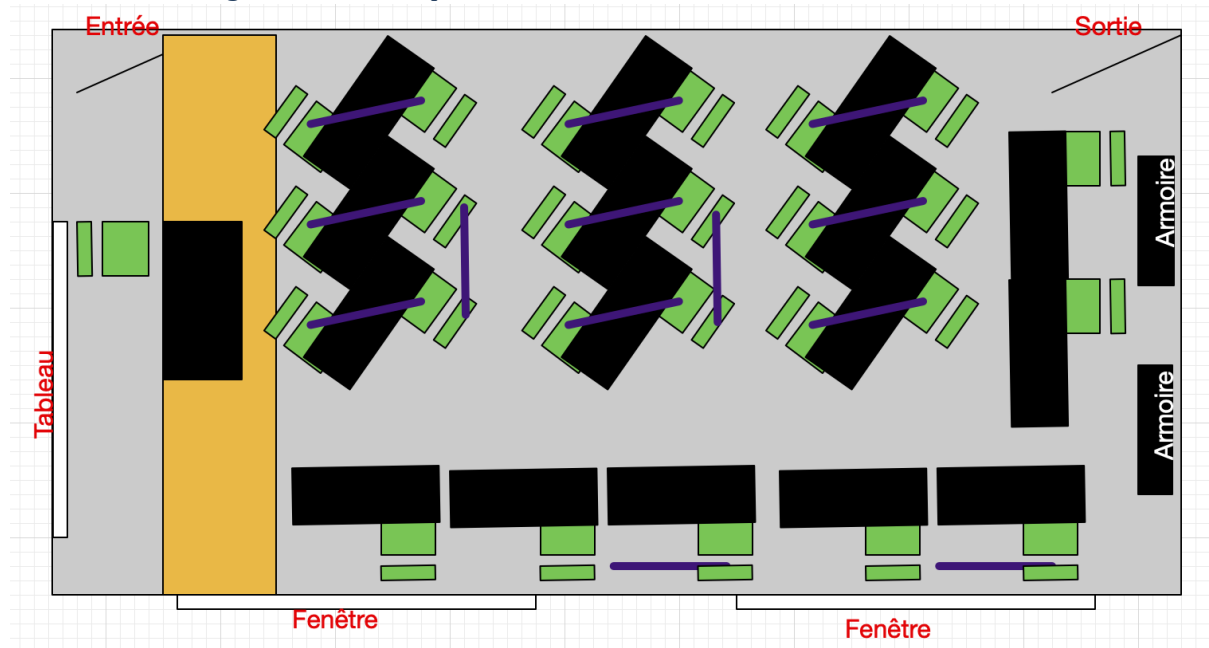 Entrée
Sortie
Armoire
Tableau
Armoire
Fenêtre
Fenêtre